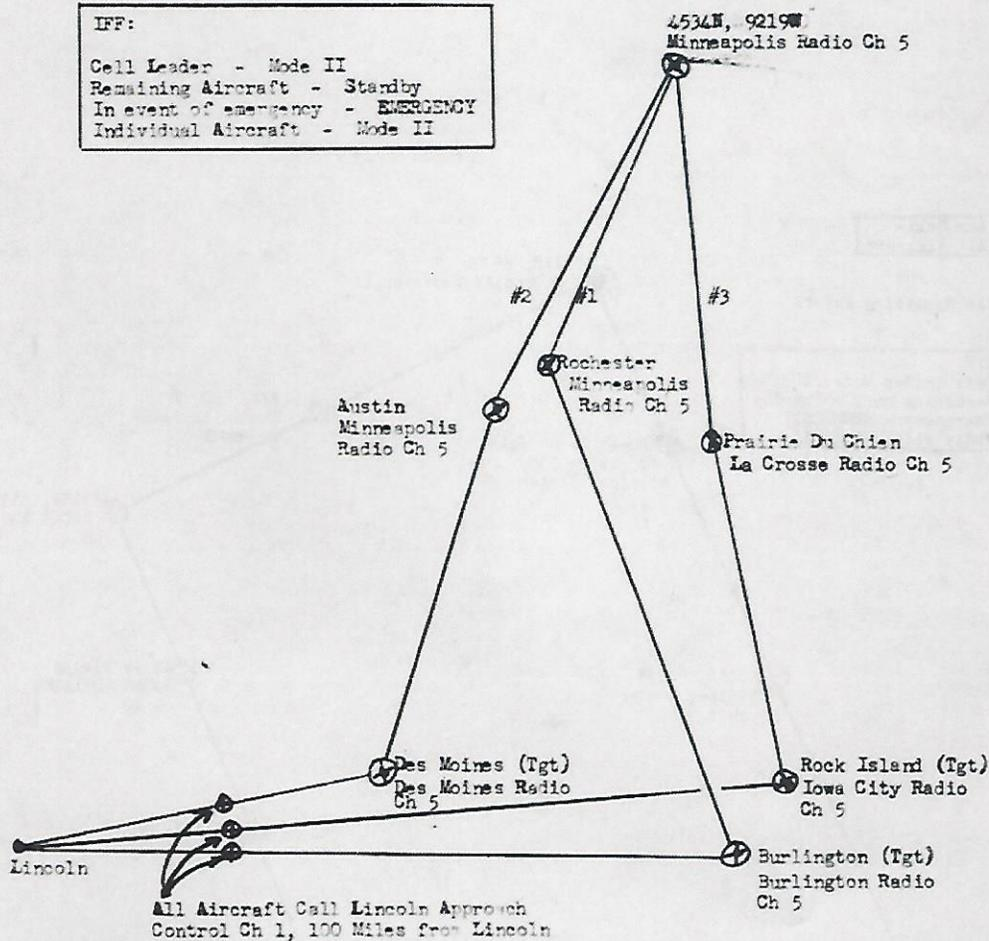 IFF:
Cell Leader - Mode II
Remaining Aircraft - Standby
In event of emergency - EMERGENCY
Individual Aircraft - Mode II
4534N, 9219W
Minneapolis Radio Ch 5
#2
#1
#3
Rochester
Minneapolis
Radio Ch 5
Austin
Minneapolis
Radio Ch 5
Prairie Du Chien
La Crosse Radio Ch 5
Des Moines (Tgt)
Des Moines Radio
Ch 5
Rock Island (Tgt)
Iowa City Radio
Ch 5
Lincoln
Burlington (Tgt)
Burlington Radio
Ch 5
All Aircraft Call Lincoln Approach
Control Ch 1, 100 Miles from Lincoln